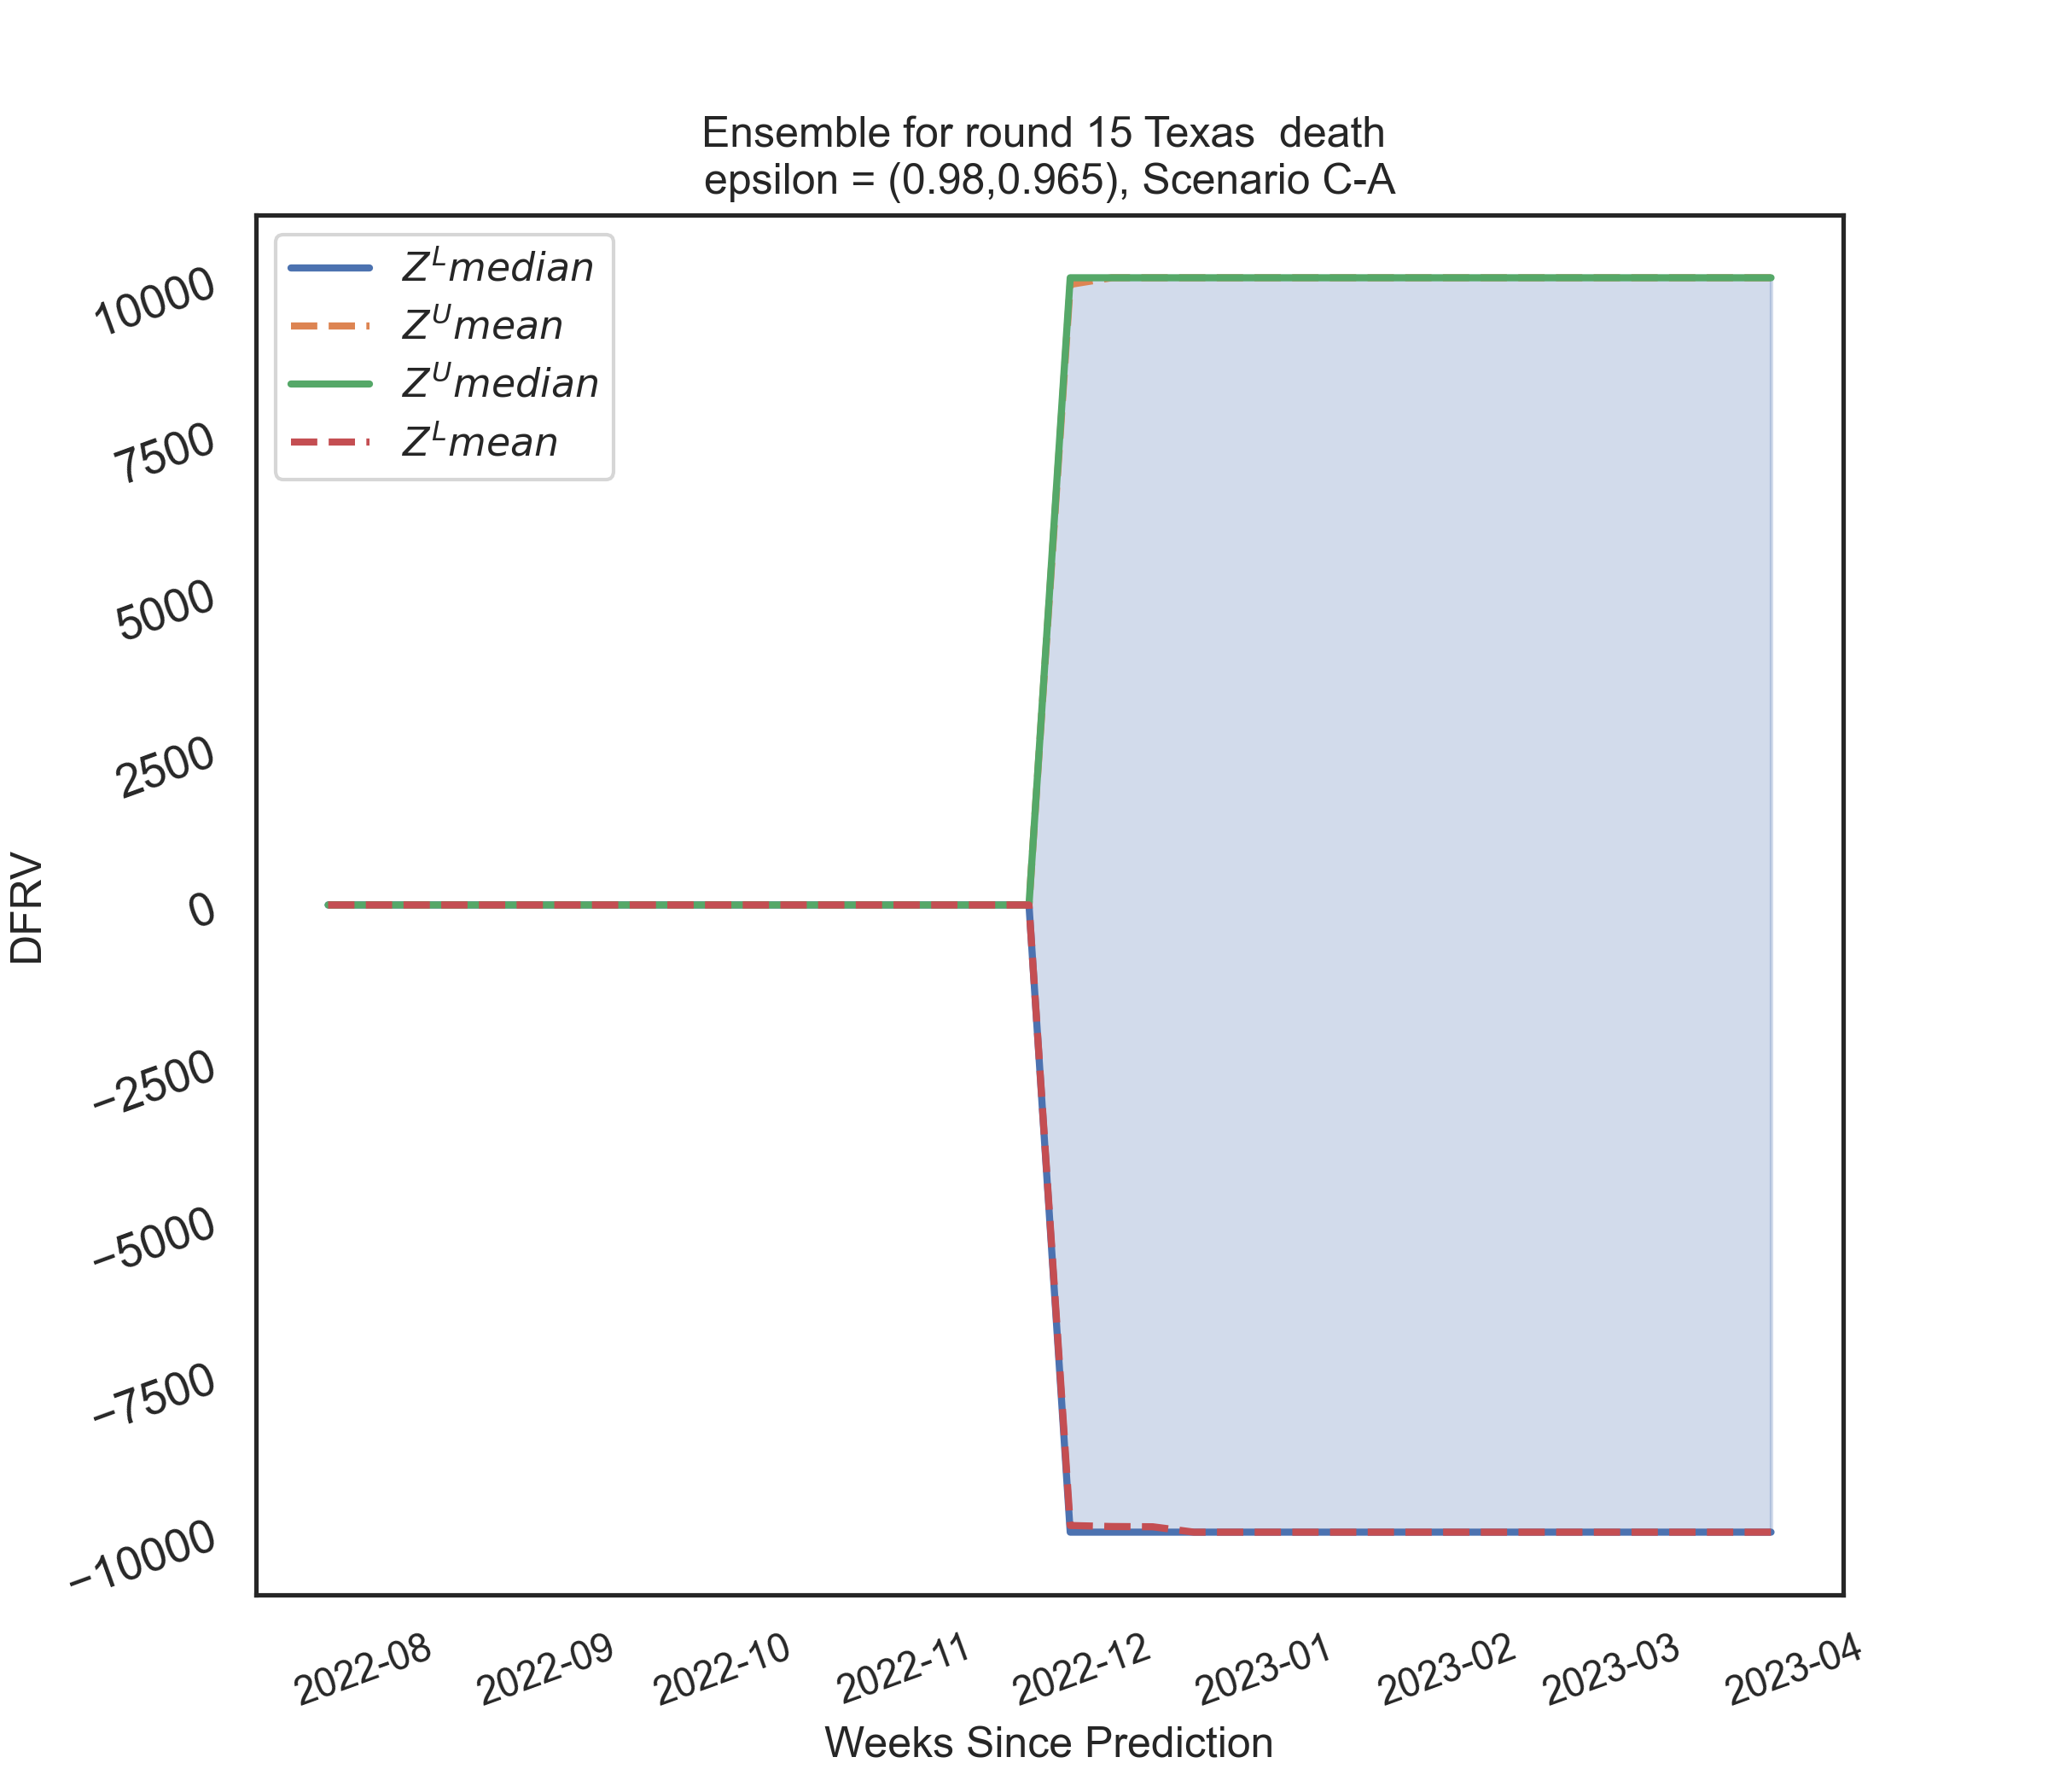 Ensemble for round 15 Texas  death
epsilon = (0.98,0.965), Scenario C-A
Z^L median
Z^U mean
Z^U median
Z^L mean
10000
7500
5000
2500
0
−2500
−5000
−7500
−10000
DFRV
2022-08
2022-09
2022-10
2022-11
2022-12
2023-01
2023-02
2023-03
2023-04
Weeks Since Prediction